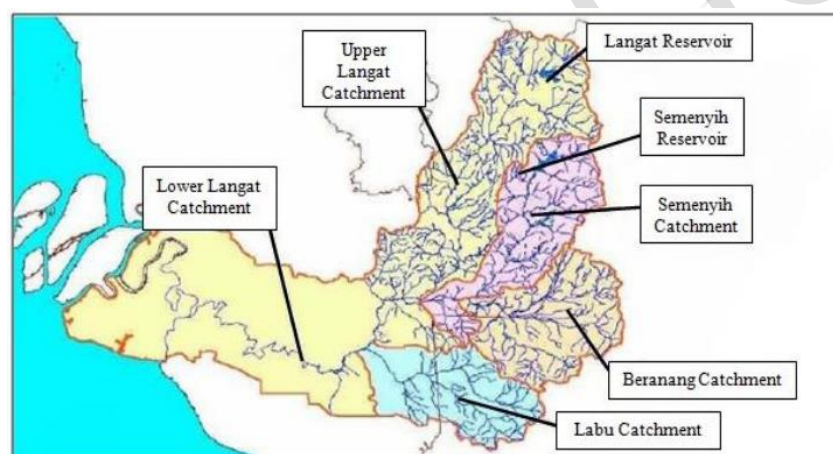 Upper
Langat
Catchment
Langat Reservoir
Semenyih
Reservoir
Lower Langat
Catchment
Semenyih
Catchment
Beranang Catchment
Labu Catchment